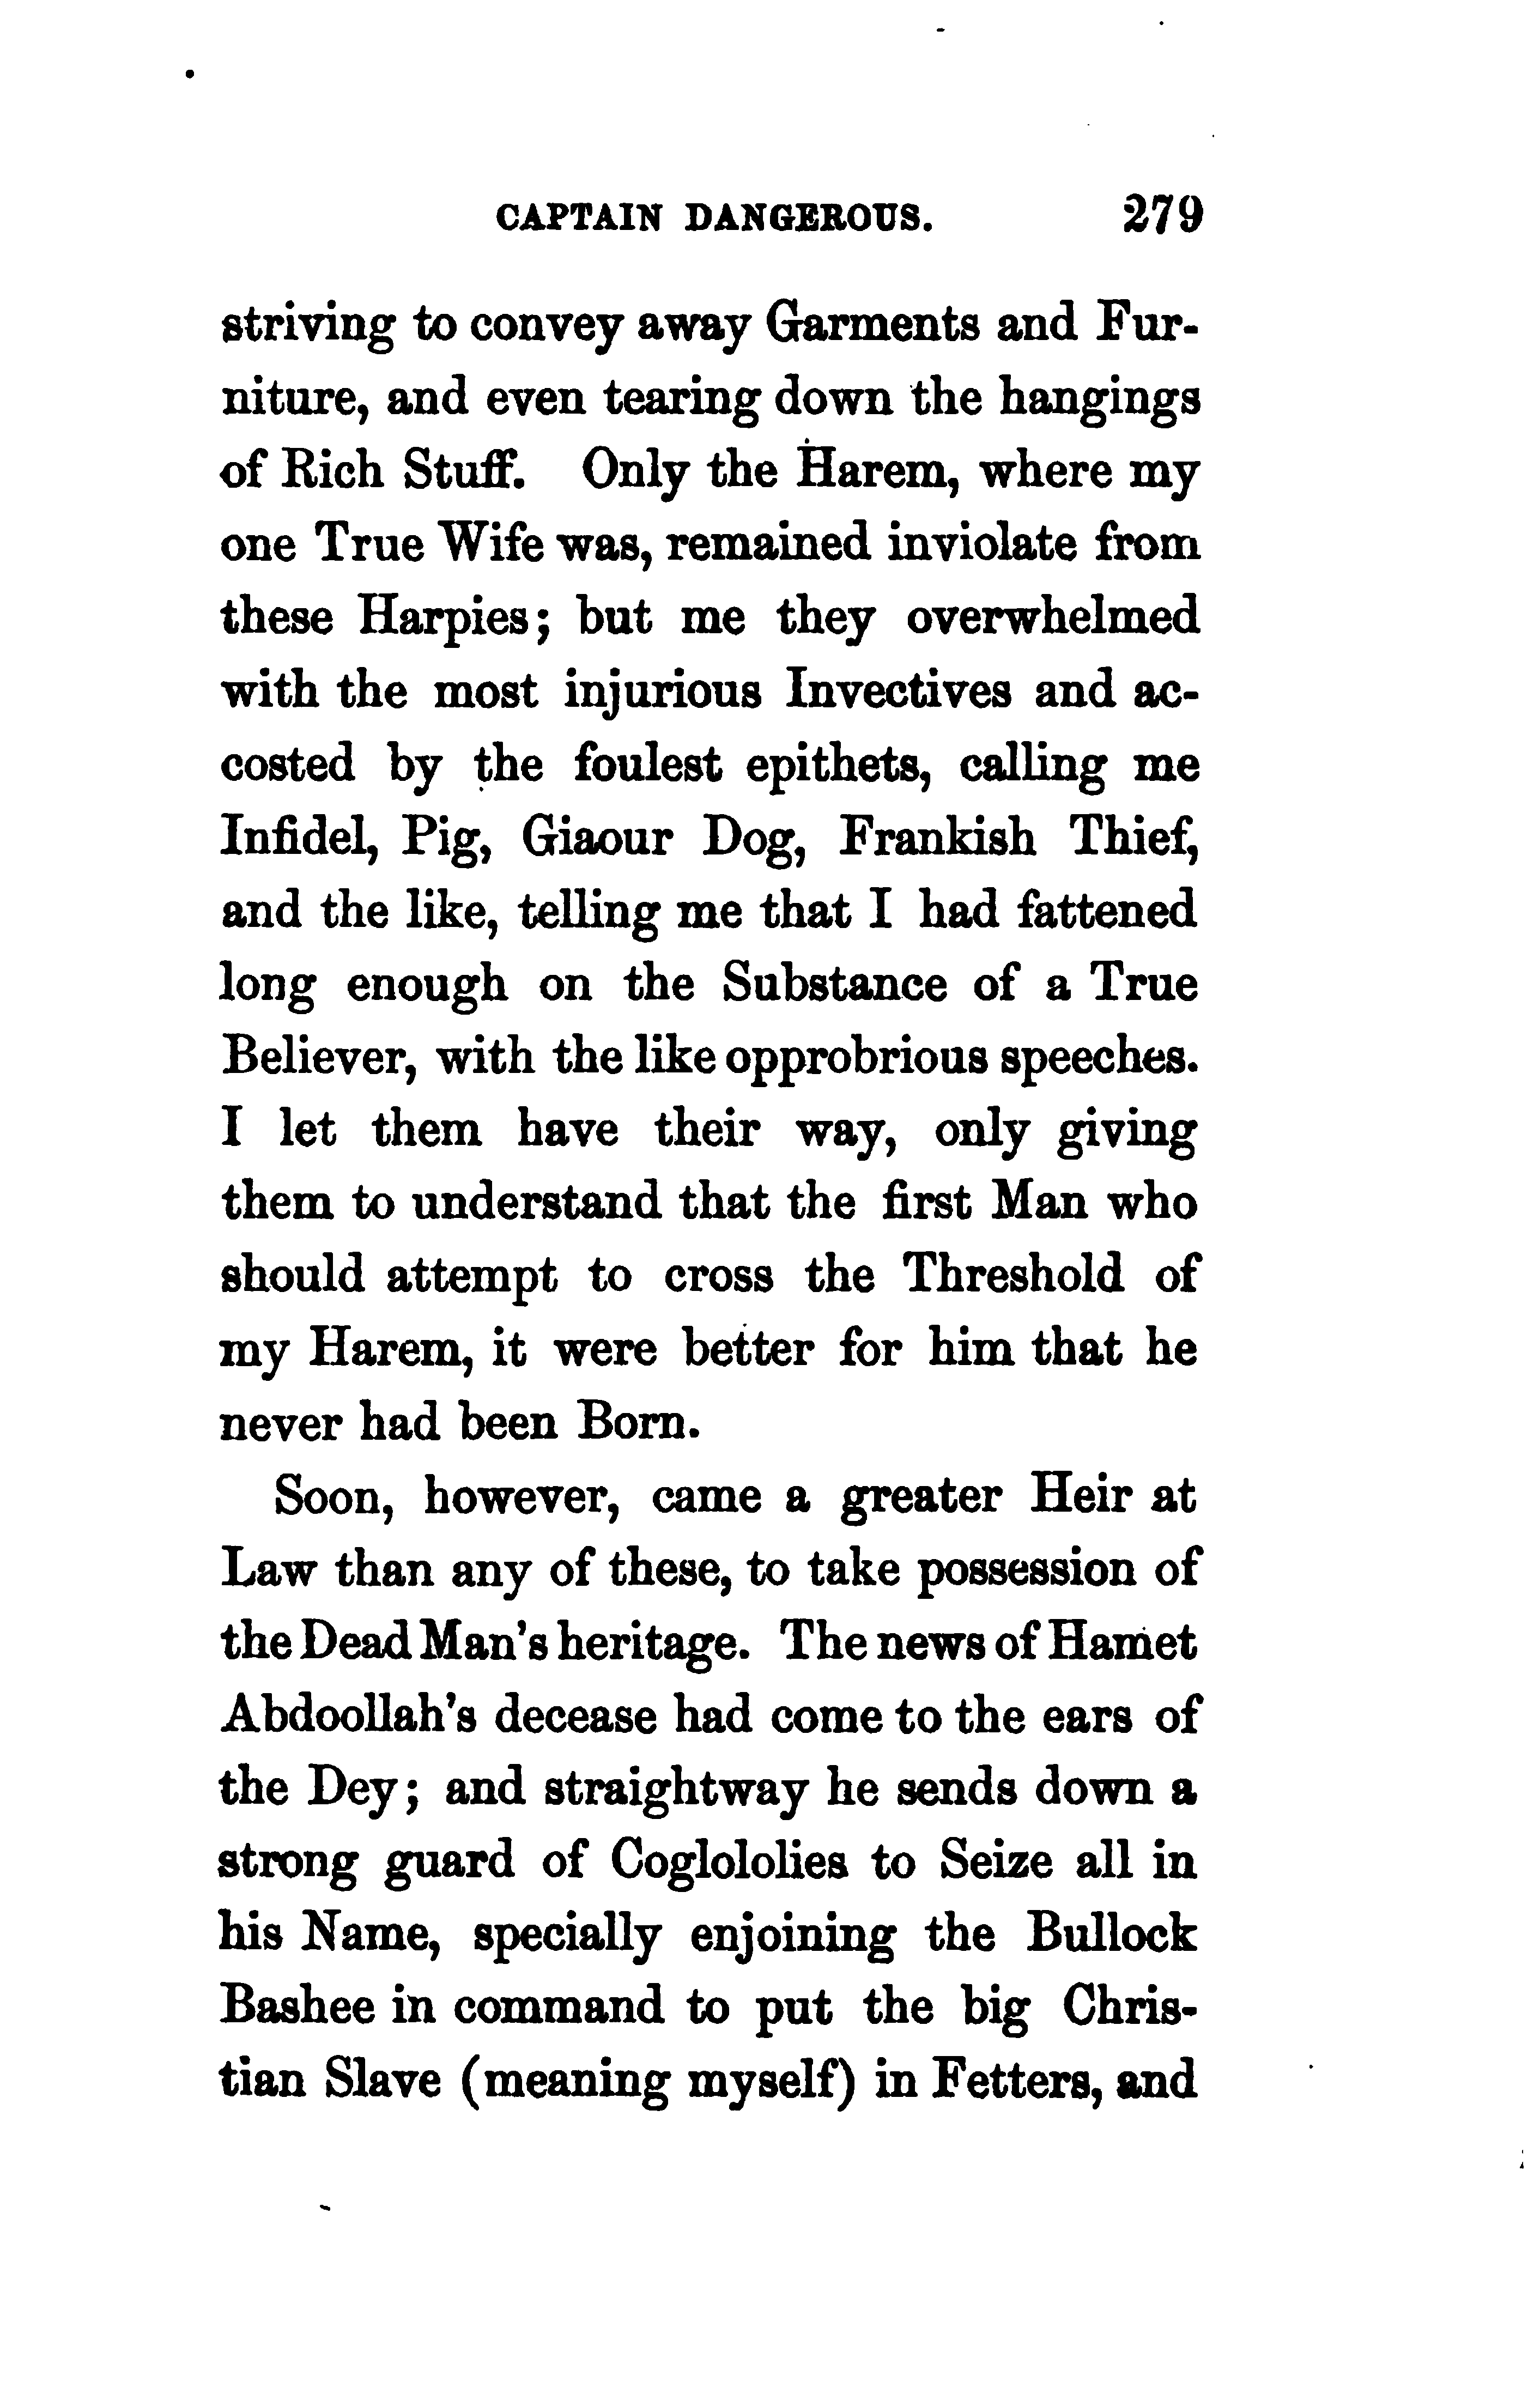 CAPTAIN DANGEROUS. 279
striving to convey away Garments and Fur-
niture, and even tearing down the hangings
of Rich Stuff. Only the Harem, where my
one True Wife was, remained inviolate from
these Harpies; but me they overwhelmed
with the most injurious Invectives and ac-
costed by the foulest epithets, calling me
Infidel, Pig, Giaour Dog, Frankish Thief,
and the like, telling me that I had fattened
long enough on the Substance of a True
Believer, with the like opprobrious speeches.
I let them have their way, only giving
them to understand that the first Man who
should attempt to cross the Threshold of
my Harem, it were better for him that he
never had been Born.
Soon, however, came a greater Heir at
Law than any of these, to take possession of
the Dead Man's heritage. The news of Hamet
Abdoollah's decease had come to the ears of
the Dey; and straightway he sends down a
strong guard of Coglololies to Seize all in
his Name, specially enjoining the Bullock
Bashee in command to put the big Chris-
tian Slave (meaning myself) in Fetters, and